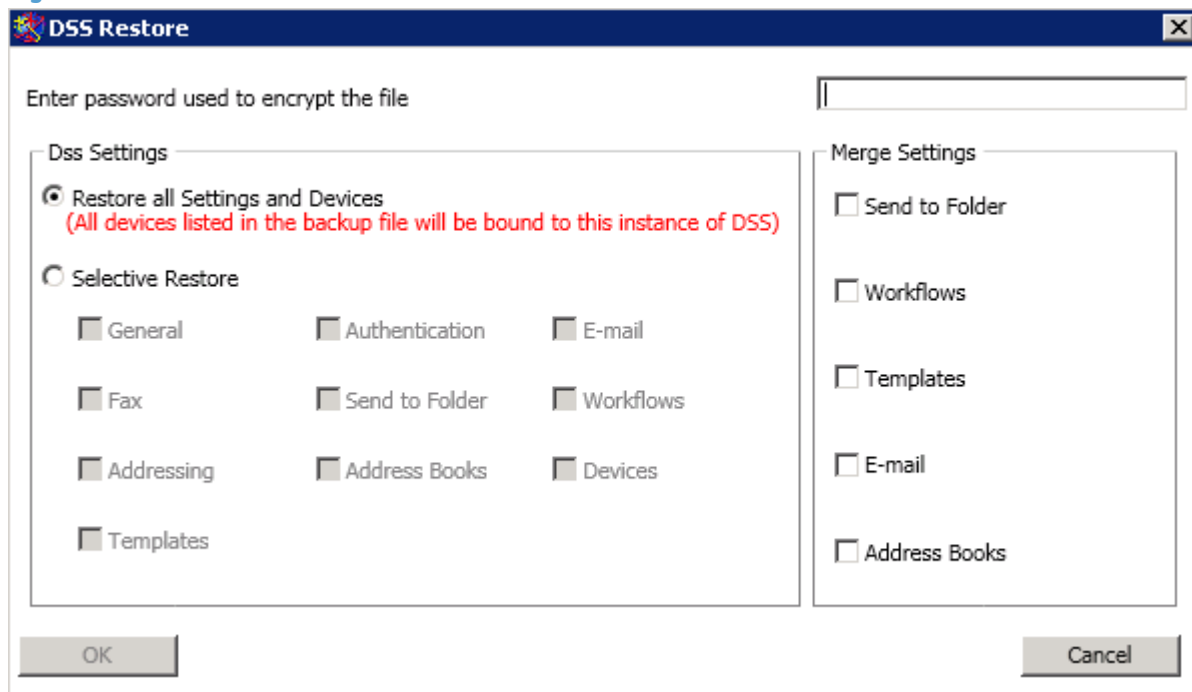 DSS Restore
Enter password used to encrypt the file
Dss Settings
Restore all Settings and Devices
(All devices listed in the backup file will be bound to this instance of DSS)
Selective Restore
General Authentication E-mail
Fax Send to Folder Workflows
Addressing Address Books Devices
Templates
Merge Settings
Send to Folder
Workflows
Templates
E-mail
Address Books
OK Cancel